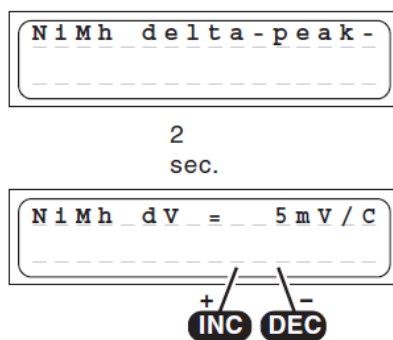 NiMh delta-peak-
2
sec.
NiMh dV = 5mV/C
+ –
INC DEC